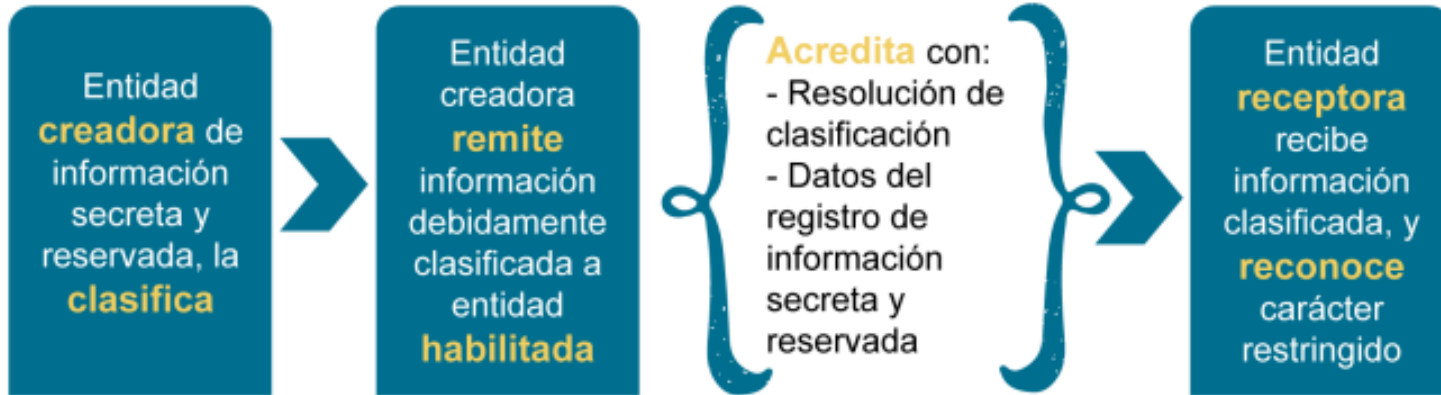 Entidad
creadora de
información
secreta y
reservada, la
clasifica
Entidad
creadora
remite
información
debidamente
clasificada a
entidad
habilitada
Acredita con:
- Resolución de
clasificación
- Datos del
registro de
información
secreta y
reservada
Entidad
receptora
recibe
información
clasificada, y
reconoce
carácter
restringido